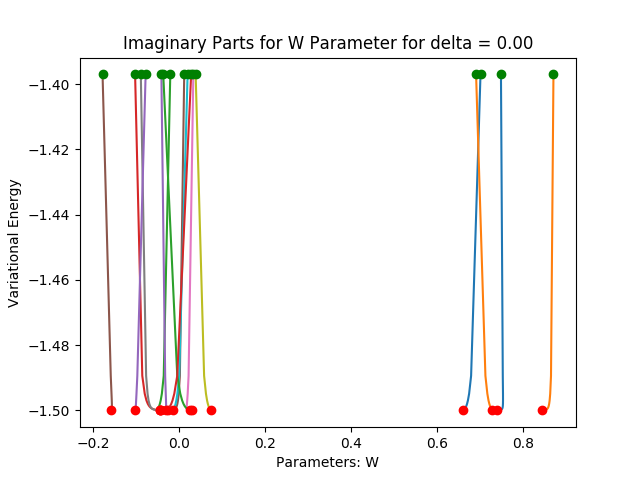 Imaginary Parts for W Parameter for delta = 0.00
Variational Energy
−1.40
−1.42
−1.44
−1.46
−1.48
−1.50
−0.2 0.0 0.2 0.4 0.6 0.8
Parameters: W